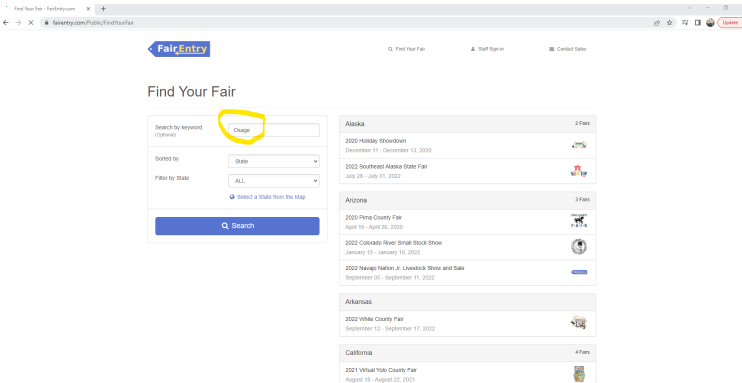 Find Your Fair - FairEntry.com
fairentry.com/Public/FindYourFair
Update
FairEntry
Find Your Fair
Staff Sign-in
Contact Sales
Find Your Fair
Search by keyword
(Optional)
Osage
Sorted by
State
Filter by State
ALL
Select a State from the Map
Search
Alaska
2 Fairs
2020 Holiday Showdown
December 11 - December 13, 2020
2022 Southeast Alaska State Fair
July 28 - July 31, 2022
Arizona
3 Fairs
2020 Pima County Fair
April 16 - April 26, 2020
2022 Colorado River Small Stock Show
January 15 - January 16, 2022
2022 Navajo Nation Jr. Livestock Show and Sale
September 05 - September 11, 2022
Arkansas
2022 White County Fair
September 12 - September 17, 2022
California
4 Fairs
2021 Virtual Yolo County Fair
August 18 - August 22, 2021